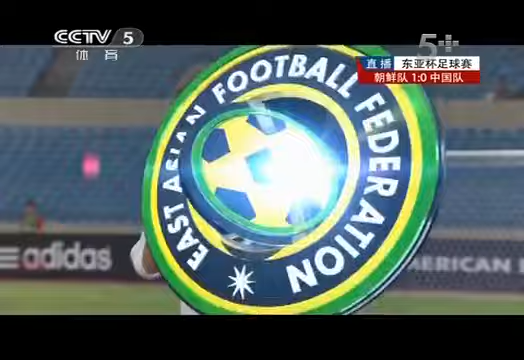 CCTV 5
体育
5+
直播 东亚杯足球赛
朝鲜队 1:0 中国队
EAST ASIAN FOOTBALL FEDERATION
adidas
MERICAN